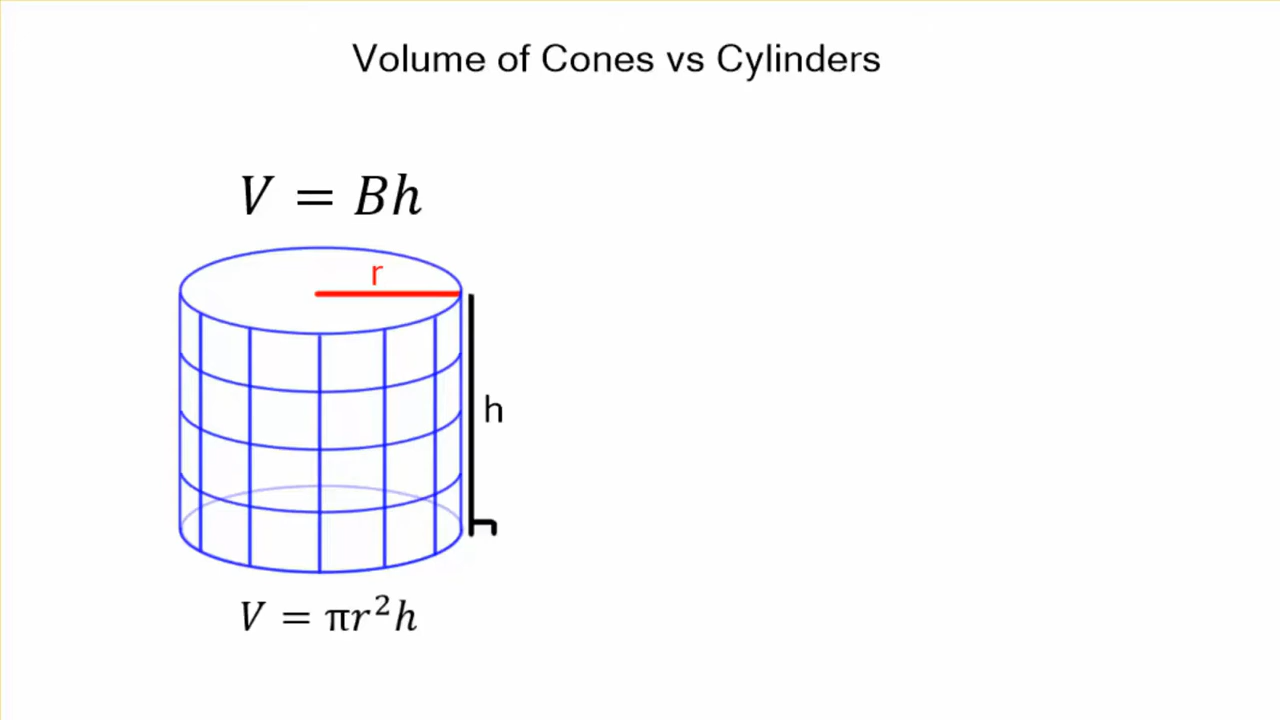 Volume of Cones vs Cylinders
V = Bh
r
h
V = πr²h